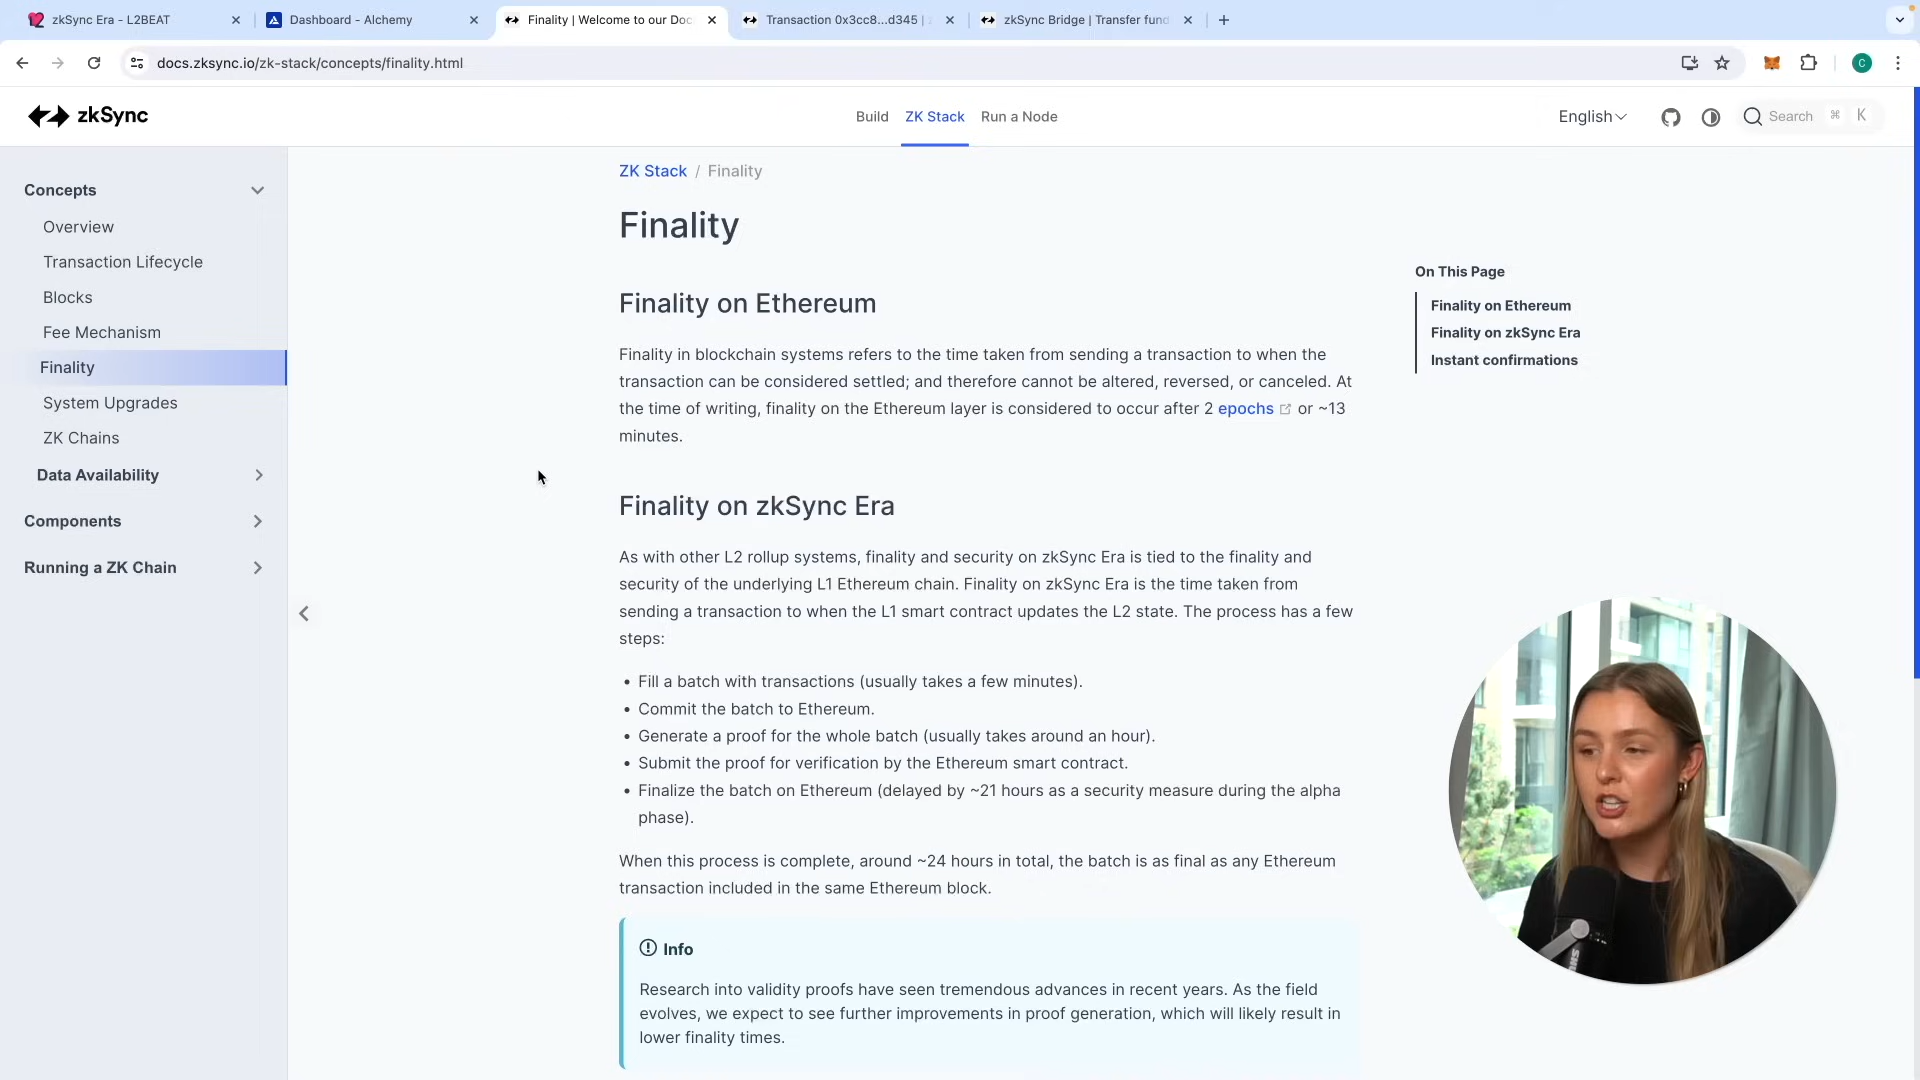 zkSync Era - L2BEAT
Dashboard - Alchemy
Finality | Welcome to our Doc
Transaction 0x3cc8...d345 |
zkSync Bridge | Transfer fund
docs.zksync.io/zk-stack/concepts/finality.html
C
zkSync
Build
ZK Stack
Run a Node
English
Search
⌘ K
Concepts
Overview
Transaction Lifecycle
Blocks
Fee Mechanism
Finality
System Upgrades
ZK Chains
Data Availability
Components
Running a ZK Chain
ZK Stack / Finality
Finality
Finality on Ethereum
Finality in blockchain systems refers to the time taken from sending a transaction to when the
transaction can be considered settled; and therefore cannot be altered, reversed, or canceled. At
the time of writing, finality on the Ethereum layer is considered to occur after 2 epochs or ~13
minutes.
Finality on zkSync Era
As with other L2 rollup systems, finality and security on zkSync Era is tied to the finality and
security of the underlying L1 Ethereum chain. Finality on zkSync Era is the time taken from
sending a transaction to when the L1 smart contract updates the L2 state. The process has a few
steps:
• Fill a batch with transactions (usually takes a few minutes).
• Commit the batch to Ethereum.
• Generate a proof for the whole batch (usually takes around an hour).
• Submit the proof for verification by the Ethereum smart contract.
• Finalize the batch on Ethereum (delayed by ~21 hours as a security measure during the alpha
phase).
When this process is complete, around ~24 hours in total, the batch is as final as any Ethereum
transaction included in the same Ethereum block.
Info
Research into validity proofs have seen tremendous advances in recent years. As the field
evolves, we expect to see further improvements in proof generation, which will likely result in
lower finality times.
On This Page
Finality on Ethereum
Finality on zkSync Era
Instant confirmations